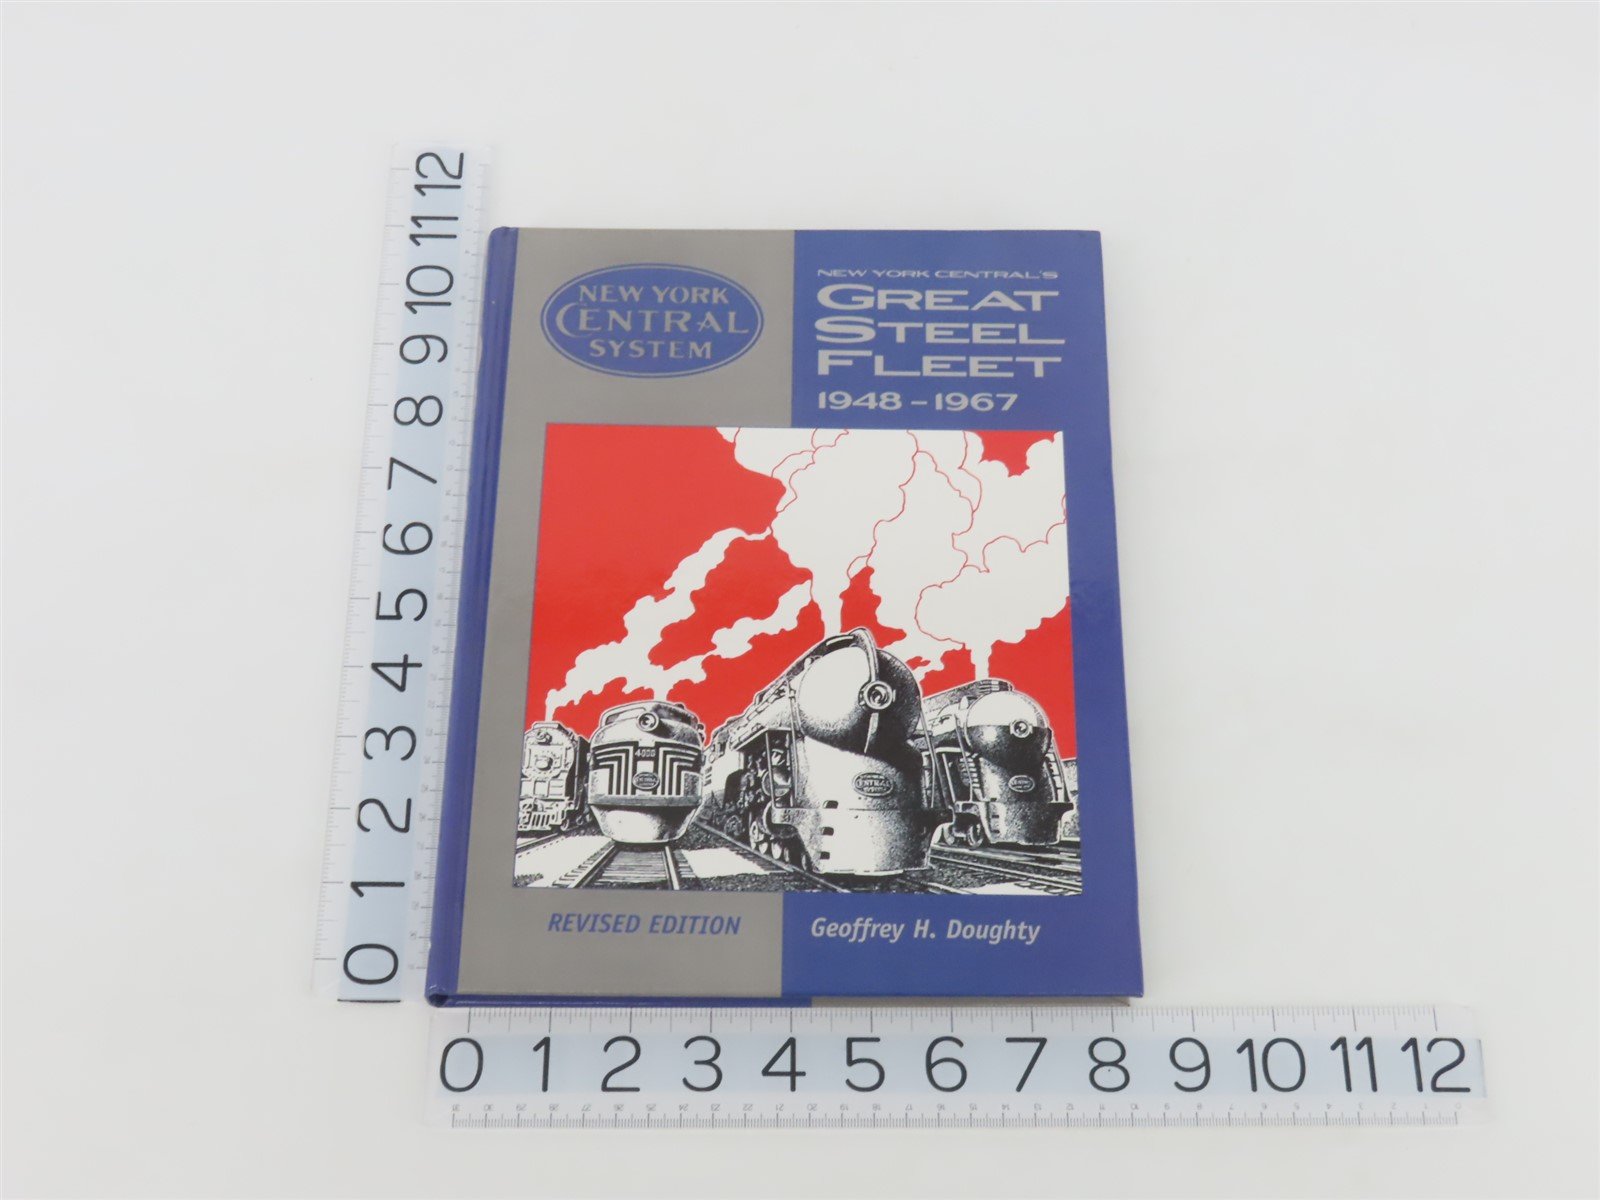 NEW YORK
CENTRAL
SYSTEM
NEW YORK CENTRAL'S
GREAT
STEEL
FLEET
1948-1967
CENTRAL
REVISED EDITION
Geoffrey H. Doughty
12
11
10
9
8
7
6
5
4
3
2
1
0
0 1 2 3 4 5 6 7 8 9 10 11 12